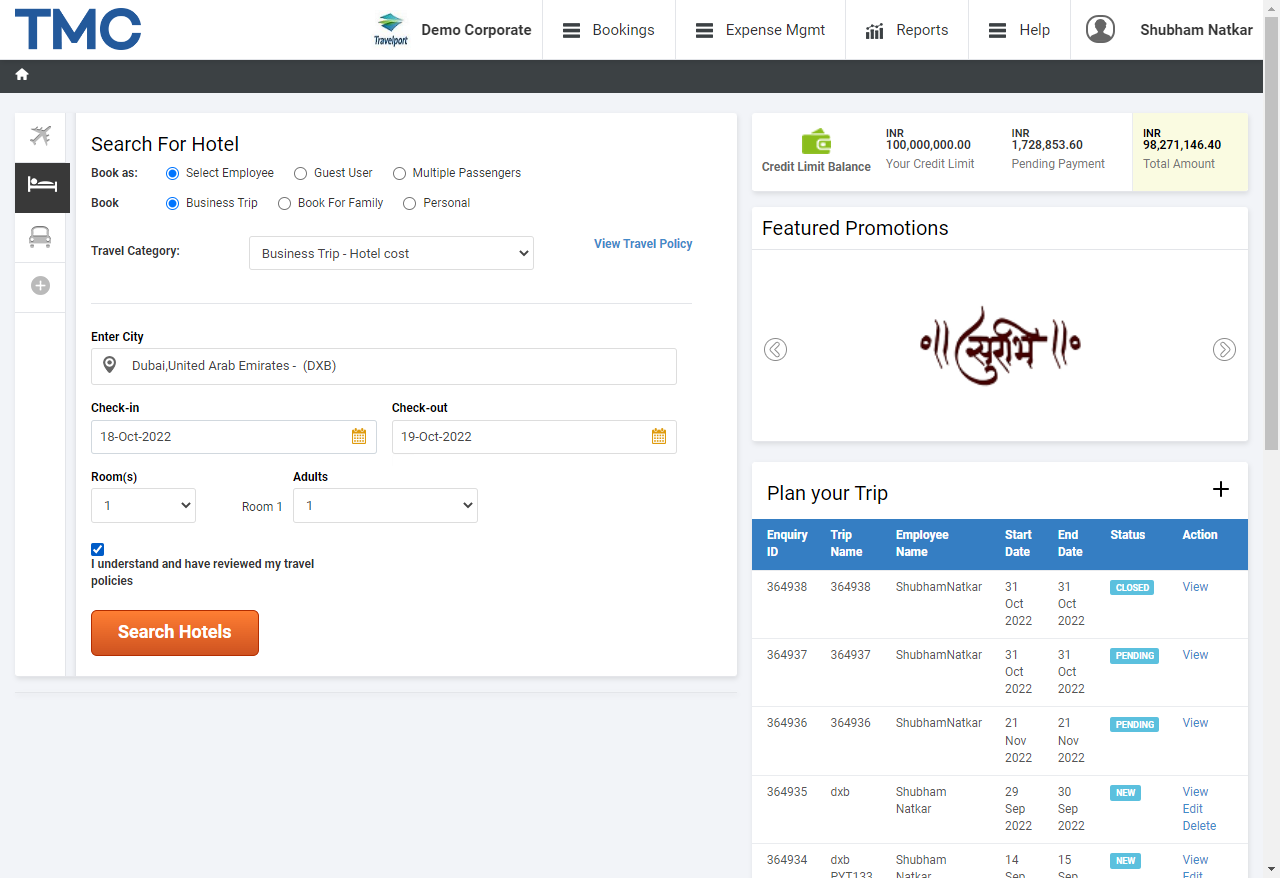 TMC
Travelport
Demo Corporate
Bookings
Expense Mgmt
Reports
Help
Shubham Natkar
Search For Hotel
Book as: Select Employee Guest User Multiple Passengers
Book Business Trip Book For Family Personal
Travel Category: Business Trip - Hotel cost View Travel Policy
Enter City
Dubai,United Arab Emirates - (DXB)
Check-in Check-out
18-Oct-2022 19-Oct-2022
Room(s) Adults
1 Room 1 1
I understand and have reviewed my travel
policies
Search Hotels
Credit Limit Balance
INR
100,000,000.00
Your Credit Limit
INR
1,728,853.60
Pending Payment
INR
98,271,146.40
Total Amount
Featured Promotions
॥सुरभि॥
Plan your Trip
Enquiry Trip Employee Start End Status Action
ID Name Name Date Date
364938 364938 ShubhamNatkar 31 31 CLOSED View
Oct Oct
2022 2022
364937 364937 ShubhamNatkar 31 31 PENDING View
Oct Oct
2022 2022
364936 364936 ShubhamNatkar 21 21 PENDING View
Nov Nov
2022 2022
364935 dxb Shubham 29 30 NEW View
Natkar Sep Sep Edit
2022 2022 Delete
364934 dxb Shubham 14 15 NEW View
PYT133 Natkar Sep Sep Edit